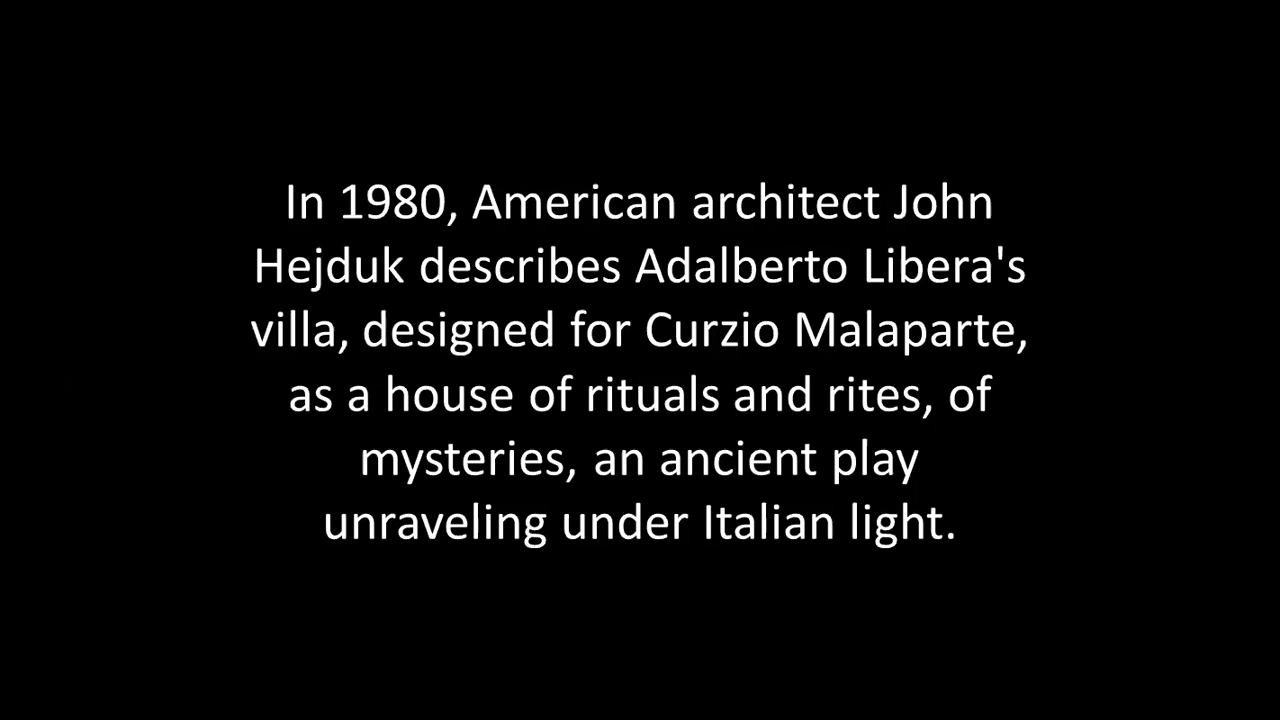 In 1980, American architect John
Hejduk describes Adalberto Libera's
villa, designed for Curzio Malaparte,
as a house of rituals and rites, of
mysteries, an ancient play
unraveling under Italian light.